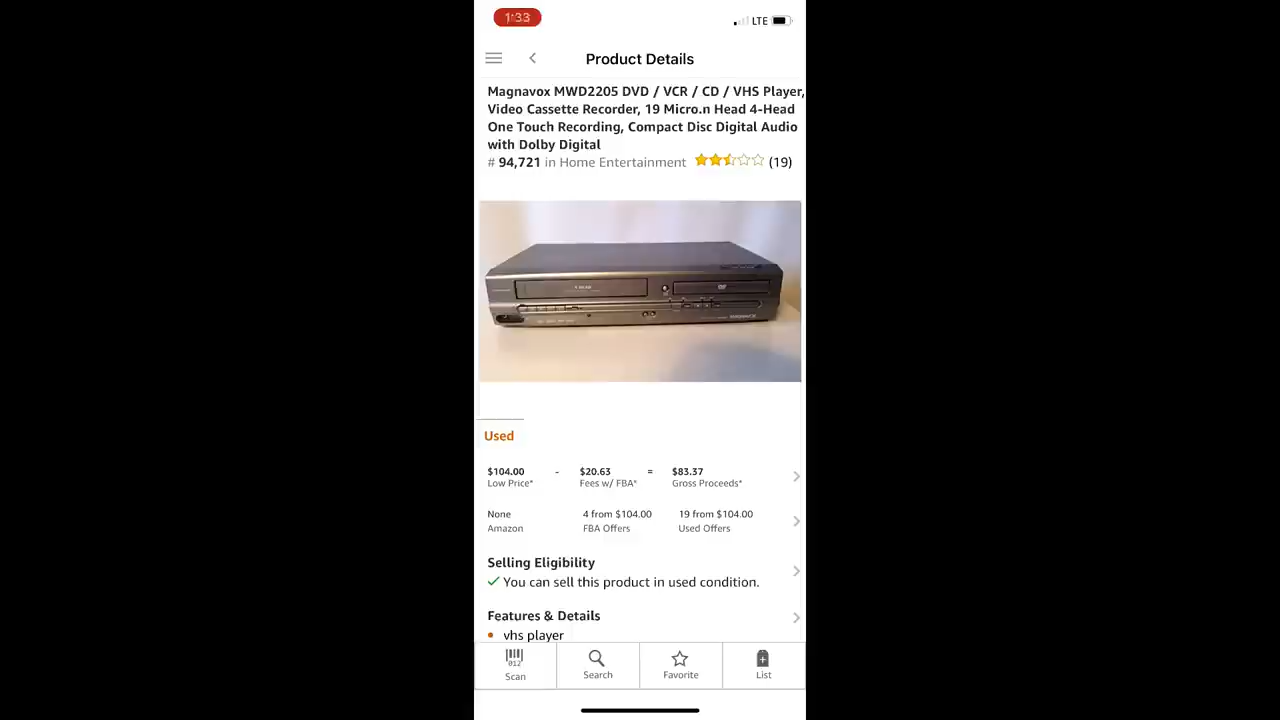 1:33
LTE
Product Details
Magnavox MWD2205 DVD / VCR / CD / VHS Player,
Video Cassette Recorder, 19 Micro.n Head 4-Head
One Touch Recording, Compact Disc Digital Audio
with Dolby Digital
# 94,721 in Home Entertainment (19)
Used
$104.00 - $20.63 = $83.37
Low Price* Fees w/ FBA* Gross Proceeds*
None 4 from $104.00 19 from $104.00
Amazon FBA Offers Used Offers
Selling Eligibility
You can sell this product in used condition.
Features & Details
• vhs player
Scan Search Favorite List